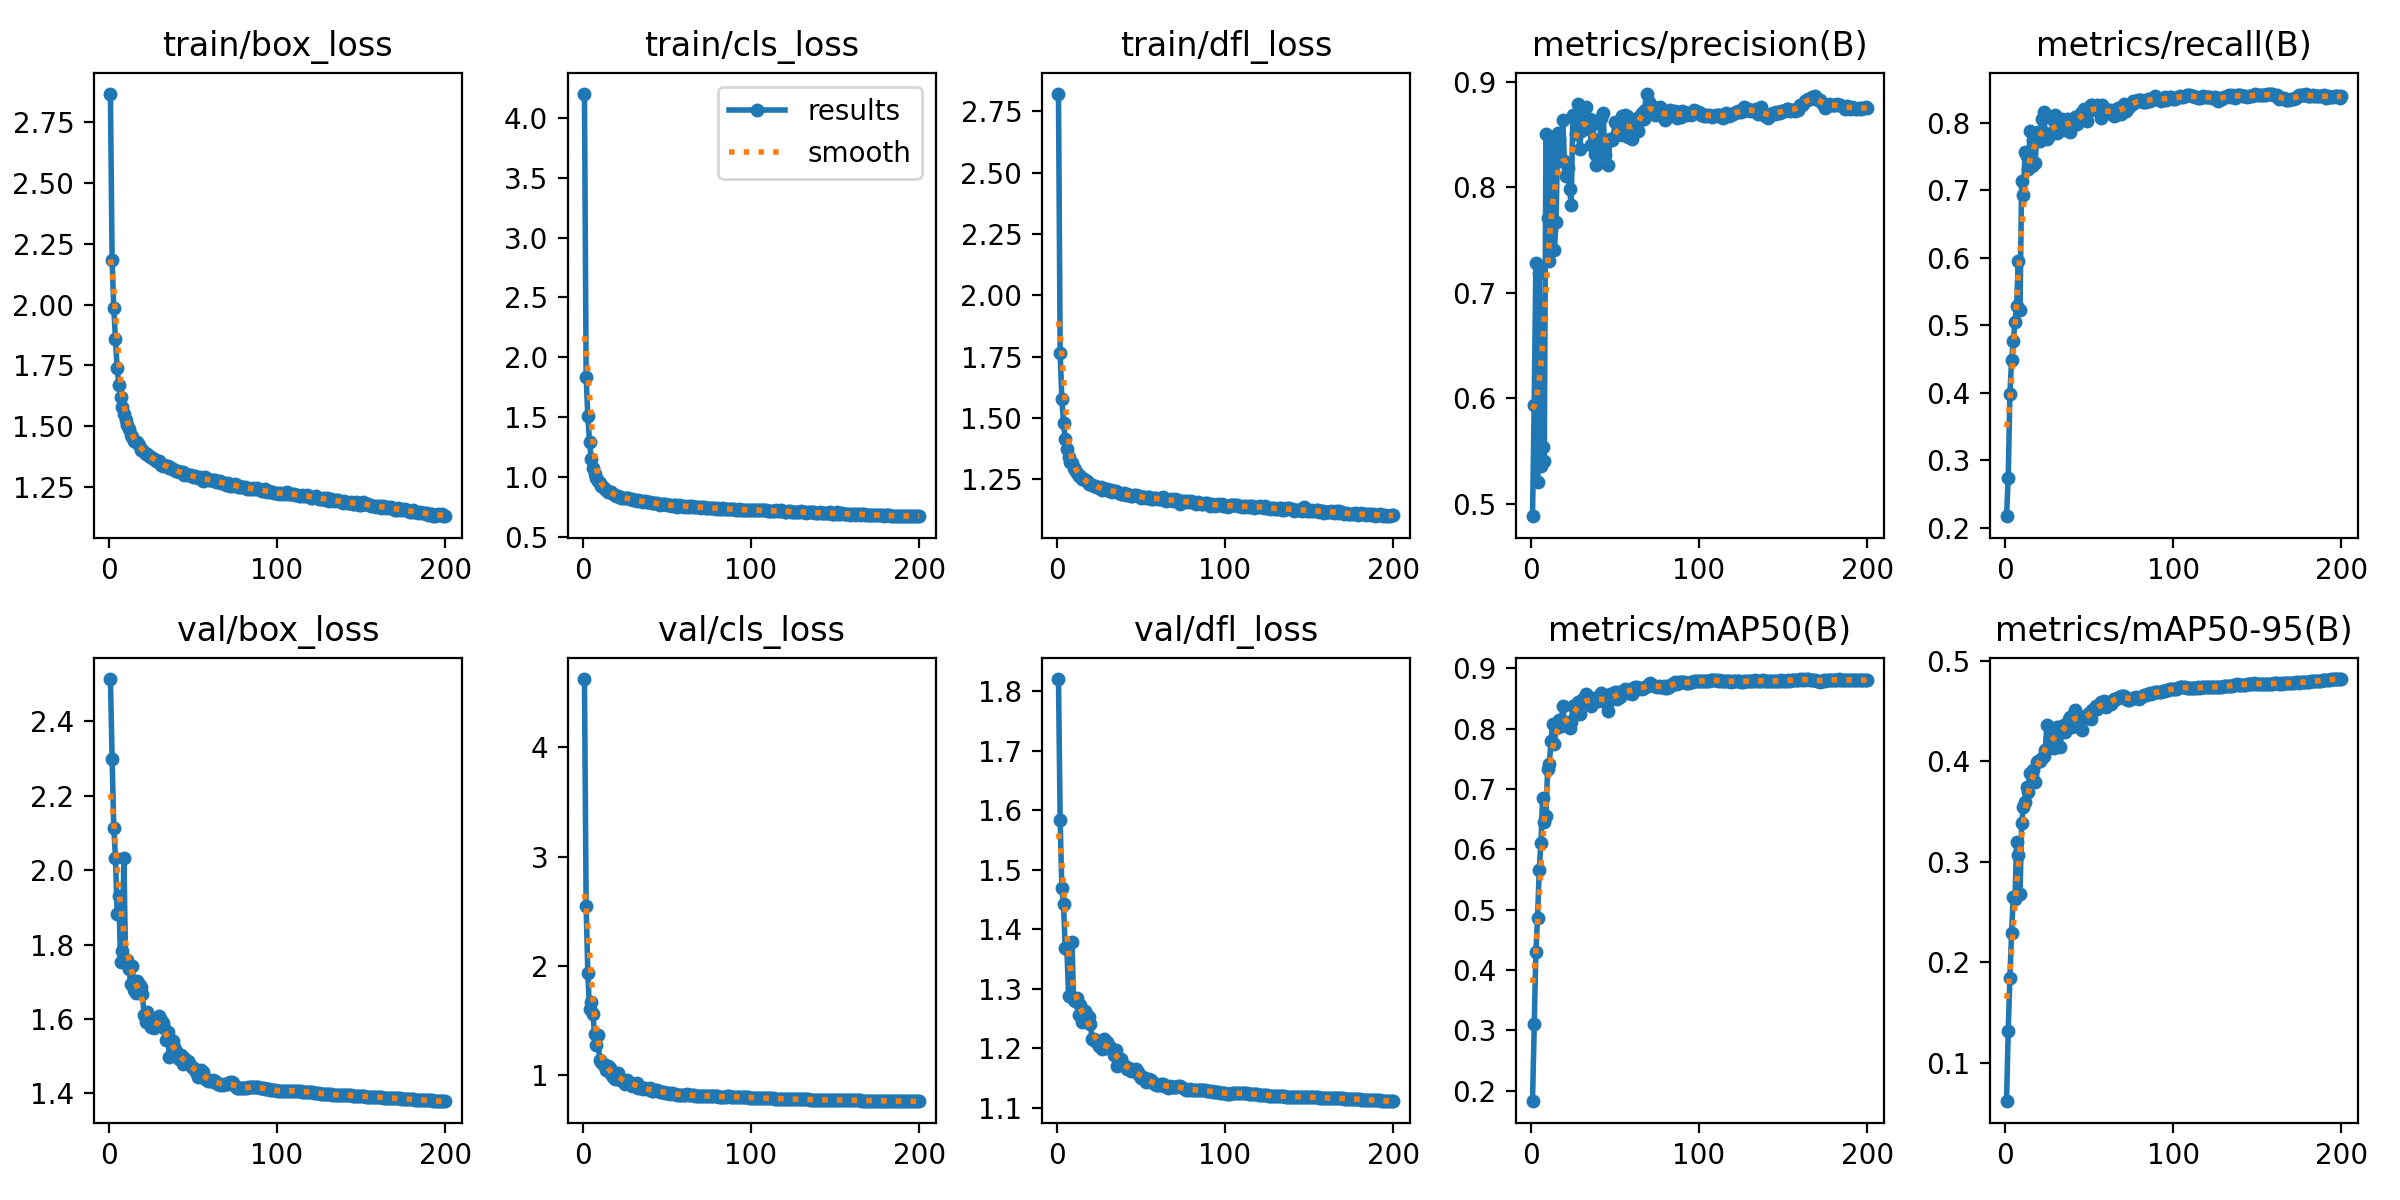 train/box_loss
2.75
2.50
2.25
2.00
1.75
1.50
1.25
0 100 200
train/cls_loss
results
smooth
4.0
3.5
3.0
2.5
2.0
1.5
1.0
0.5
0 100 200
train/dfl_loss
2.75
2.50
2.25
2.00
1.75
1.50
1.25
0 100 200
metrics/precision(B)
0.9
0.8
0.7
0.6
0.5
0 100 200
metrics/recall(B)
0.8
0.7
0.6
0.5
0.4
0.3
0.2
0 100 200
val/box_loss
2.4
2.2
2.0
1.8
1.6
1.4
0 100 200
val/cls_loss
4
3
2
1
0 100 200
val/dfl_loss
1.8
1.7
1.6
1.5
1.4
1.3
1.2
1.1
0 100 200
metrics/mAP50(B)
0.9
0.8
0.7
0.6
0.5
0.4
0.3
0.2
0 100 200
metrics/mAP50-95(B)
0.5
0.4
0.3
0.2
0.1
0 100 200